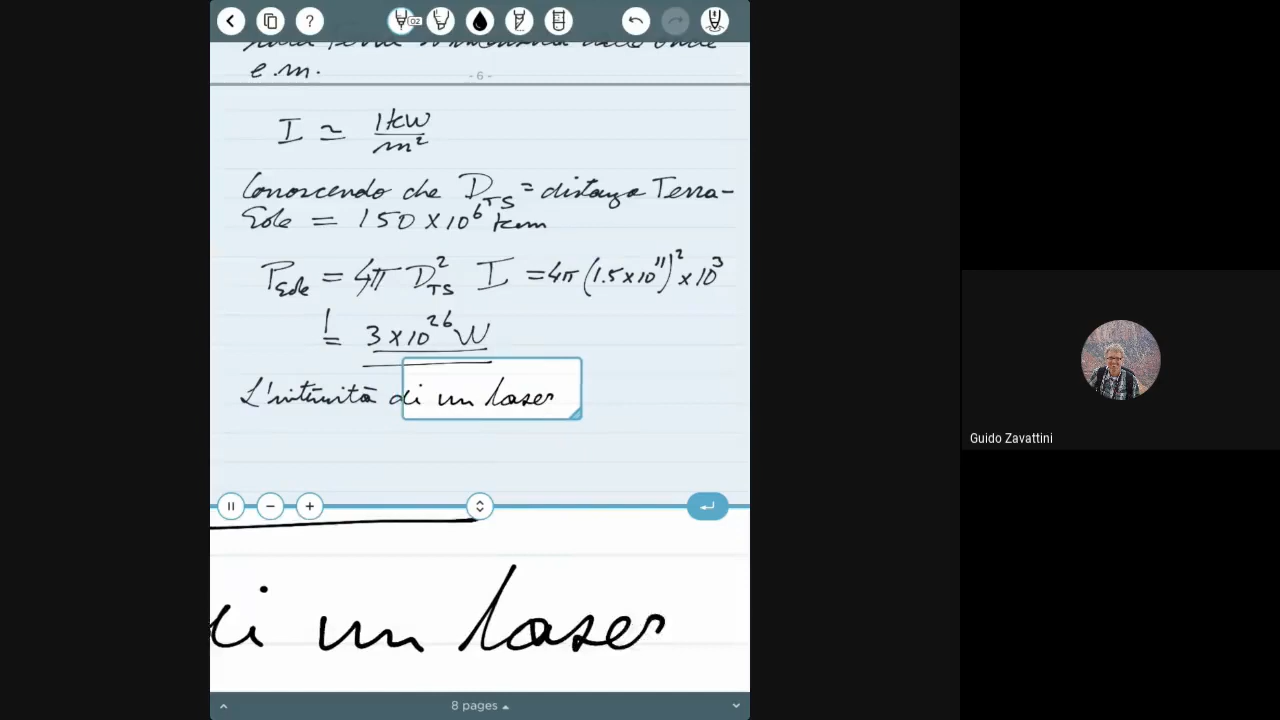 ?
02
e.m.
- 6 -
I ≃ 1kW/m²
Conoscendo che D_TS = distanza Terra-
Sole = 150 × 10⁶ km
P_Sole = 4π D²_TS I = 4π (1.5×10¹¹)² × 10³
= 3 × 10²⁶ W
L'intensità di un laser
di un laser
8 pages
Guido Zavattini